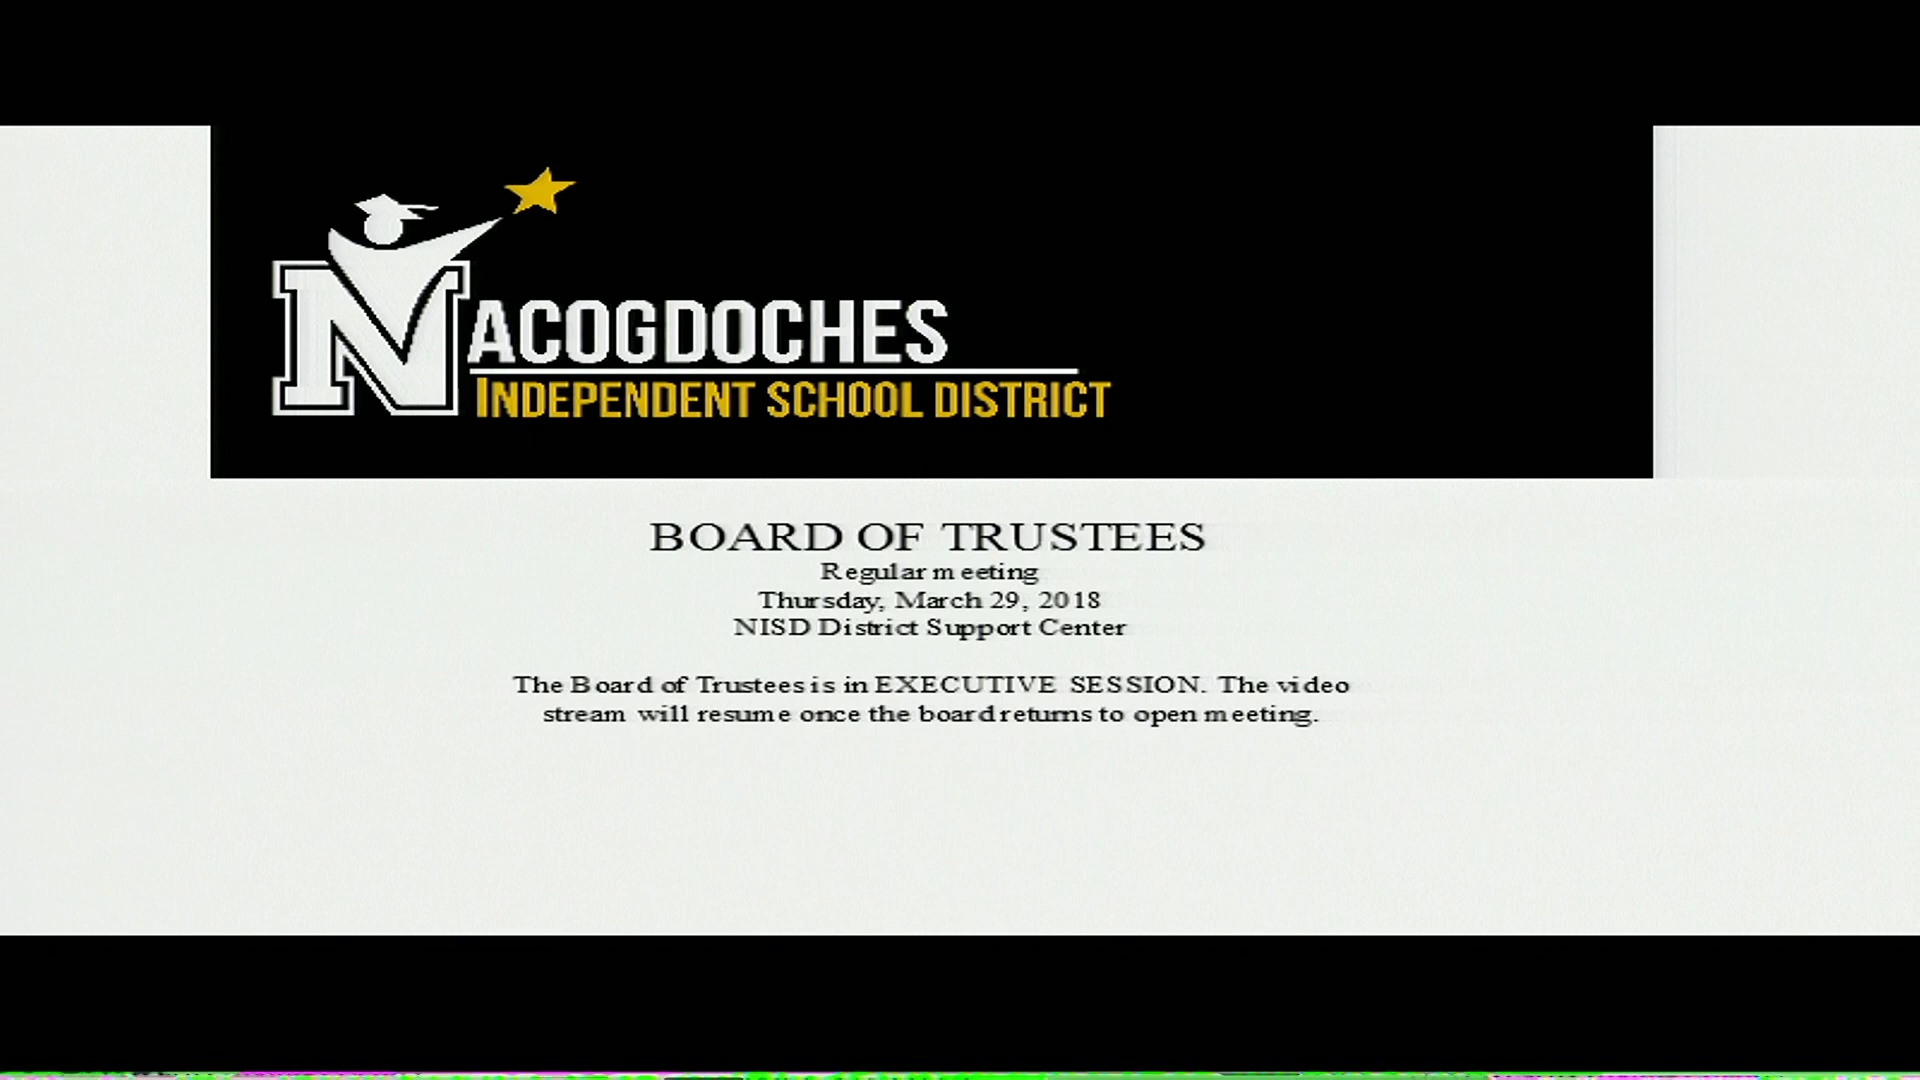 NACOGDOCHES
INDEPENDENT SCHOOL DISTRICT
BOARD OF TRUSTEES
Regular meeting
Thursday, March 29, 2018
NISD District Support Center
The Board of Trustees is in EXECUTIVE SESSION. The video
stream will resume once the board returns to open meeting.